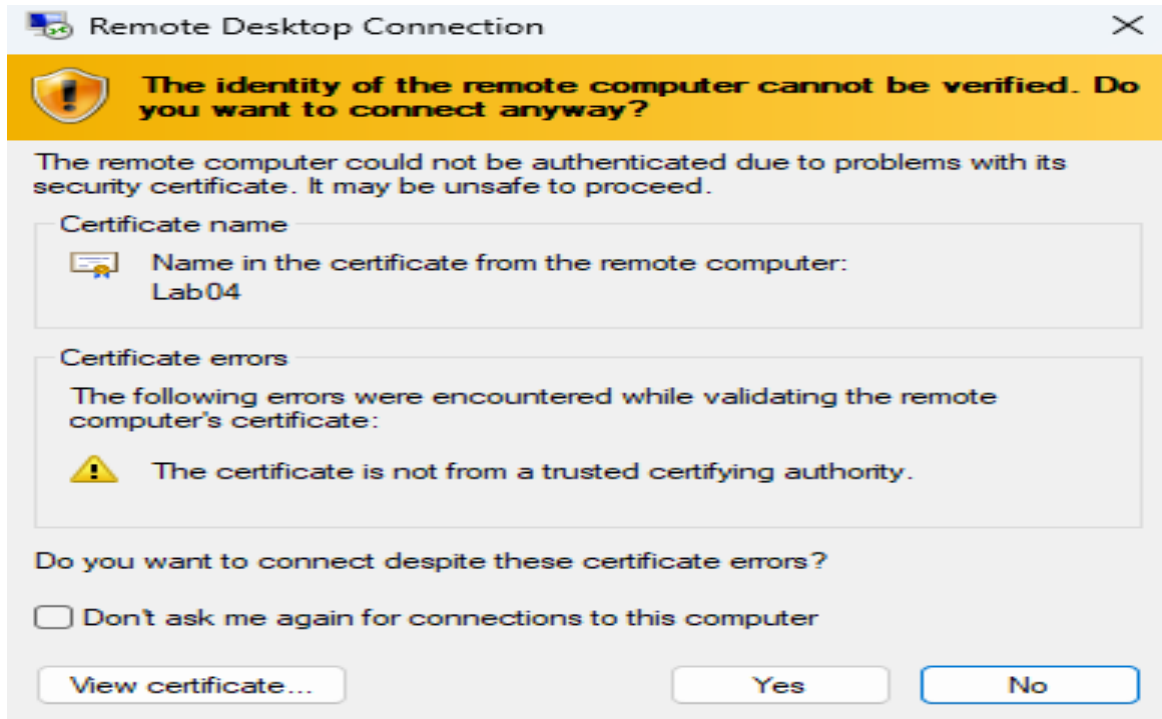 Remote Desktop Connection
The identity of the remote computer cannot be verified. Do
you want to connect anyway?
The remote computer could not be authenticated due to problems with its
security certificate. It may be unsafe to proceed.
Certificate name
Name in the certificate from the remote computer:
Lab04
Certificate errors
The following errors were encountered while validating the remote
computer's certificate:
The certificate is not from a trusted certifying authority.
Do you want to connect despite these certificate errors?
Don't ask me again for connections to this computer
View certificate... Yes No